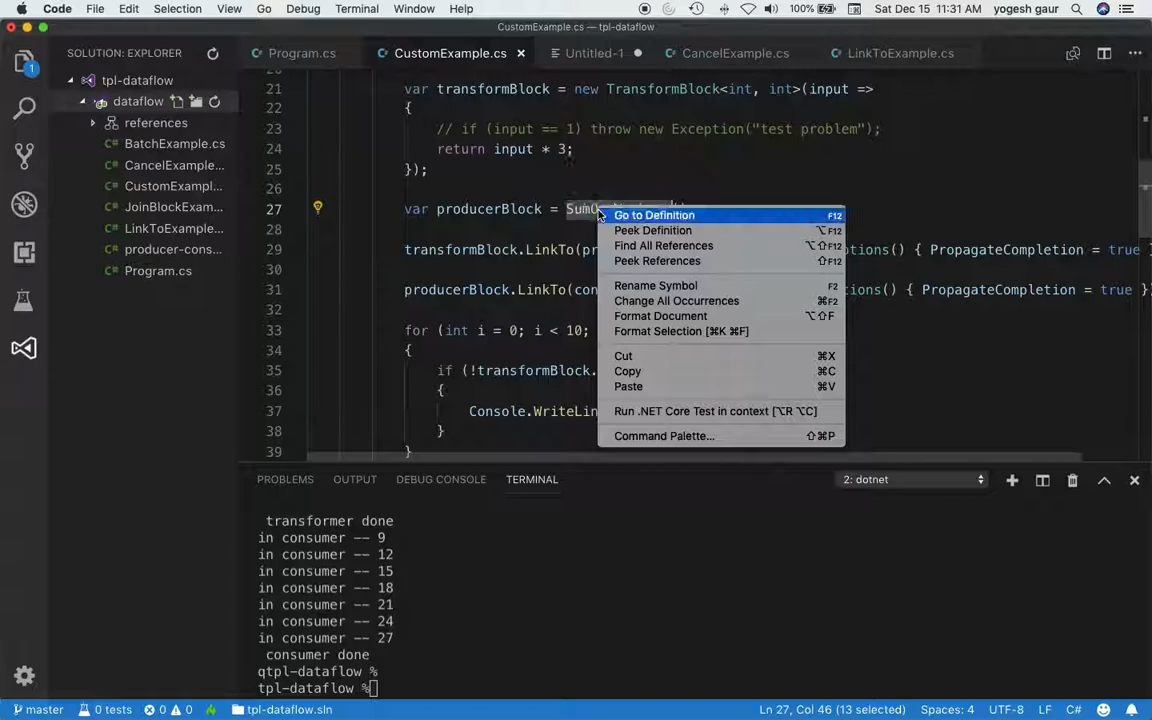 Code File Edit Selection View Go Debug Terminal Window Help 100% Sat Dec 15 11:31 AM yogesh gaur
CustomExample.cs — tpl-dataflow
SOLUTION: EXPLORER
C# Program.cs C# CustomExample.cs × Untitled-1 C# CancelExample.cs C# LinkToExample.cs
1
tpl-dataflow
dataflow
references
C# BatchExample.cs
C# CancelExample...
C# CustomExampl...
C# JoinBlockExam...
C# LinkToExample...
C# producer-cons...
C# Program.cs
21 var transformBlock = new TransformBlock<int, int>(input =>
22 {
23 // if (input == 1) throw new Exception("test problem");
24 return input * 3;
25 });
26
27 var producerBlock =
28
29 transformBlock.LinkTo( { PropagateCompletion = true }
30
31 producerBlock.LinkTo( { PropagateCompletion = true })
32
33 for (int i = 0; i < 10;
34 {
35 if (!transformBlock.
36 {
37 Console.
38 }
39 }
Go to Definition F12
Peek Definition ⌥F12
Find All References ⌥⇧F12
Peek References ⇧F12
Rename Symbol F2
Change All Occurrences ⌘F2
Format Document ⌥⇧F
Format Selection [⌘K ⌘F]
Cut ⌘X
Copy ⌘C
Paste ⌘V
Run .NET Core Test in context [⌥R ⌥C]
Command Palette... ⇧⌘P
PROBLEMS OUTPUT DEBUG CONSOLE TERMINAL 2: dotnet
transformer done
in consumer –– 9
in consumer –– 12
in consumer –– 15
in consumer –– 18
in consumer –– 21
in consumer –– 24
in consumer –– 27
consumer done
qtpl-dataflow %
tpl-dataflow %
master 0 tests 0 0 tpl-dataflow.sln Ln 27, Col 46 (13 selected) Spaces: 4 UTF-8 LF C#